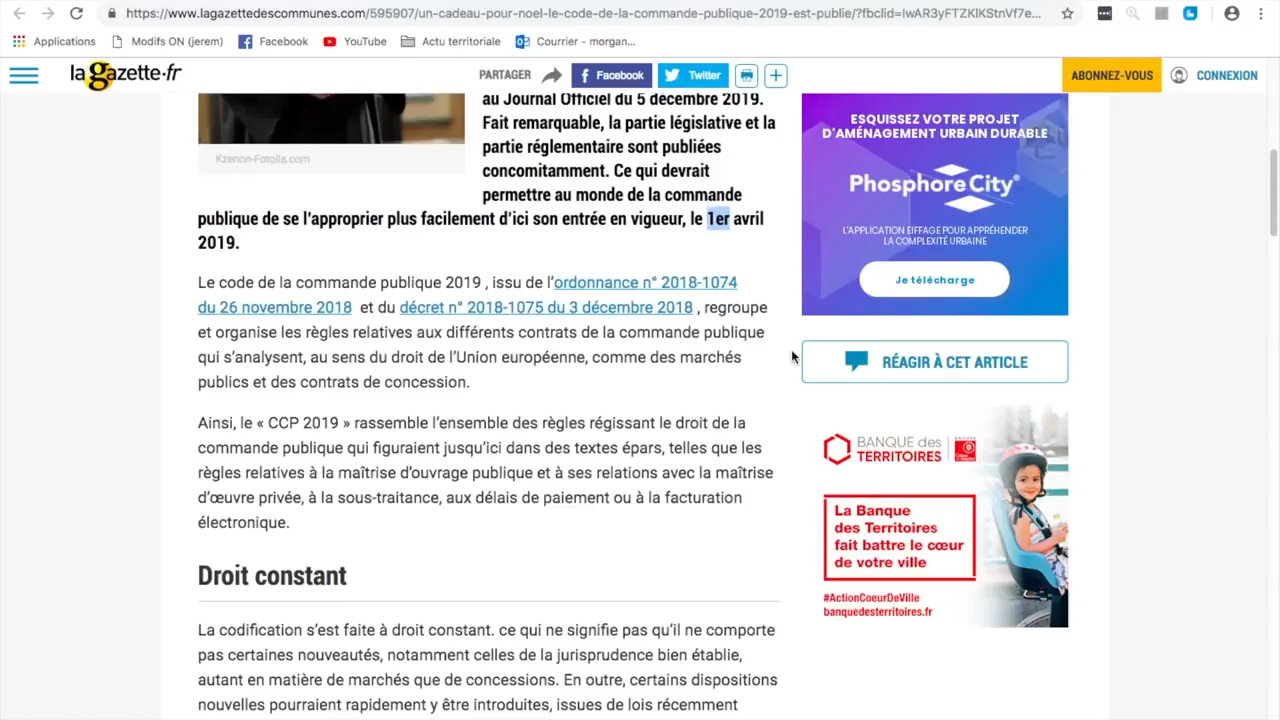 https://www.lagazettedescommunes.com/595907/un-cadeau-pour-noel-le-code-de-la-commande-publique-2019-est-publie/?fbclid=IwAR3yFTZKlKStnVf7e...
Applications
Modifs ON (jerem)
Facebook
YouTube
Actu territoriale
Courrier - morgan...
la gazette.fr
PARTAGER
Facebook
Twitter
ABONNEZ-VOUS
CONNEXION
Kzenon-Fotolia.com
au Journal Officiel du 5 décembre 2019.
Fait remarquable, la partie législative et la
partie réglementaire sont publiées
concomitamment. Ce qui devrait
permettre au monde de la commande
publique de se l'approprier plus facilement d'ici son entrée en vigueur, le 1er avril
2019.
Le code de la commande publique 2019 , issu de l'ordonnance n° 2018-1074
du 26 novembre 2018 et du décret n° 2018-1075 du 3 décembre 2018 , regroupe
et organise les règles relatives aux différents contrats de la commande publique
qui s'analysent, au sens du droit de l'Union européenne, comme des marchés
publics et des contrats de concession.
Ainsi, le « CCP 2019 » rassemble l'ensemble des règles régissant le droit de la
commande publique qui figuraient jusqu'ici dans des textes épars, telles que les
règles relatives à la maîtrise d'ouvrage publique et à ses relations avec la maîtrise
d'œuvre privée, à la sous-traitance, aux délais de paiement ou à la facturation
électronique.
Droit constant
La codification s'est faite à droit constant. ce qui ne signifie pas qu'il ne comporte
pas certaines nouveautés, notamment celles de la jurisprudence bien établie,
autant en matière de marchés que de concessions. En outre, certains dispositions
nouvelles pourraient rapidement y être introduites, issues de lois récemment
ESQUISSEZ VOTRE PROJET
D'AMÉNAGEMENT URBAIN DURABLE
PhosphoreCity®
L'APPLICATION EIFFAGE POUR APPRÉHENDER
LA COMPLEXITÉ URBAINE
Je télécharge
RÉAGIR À CET ARTICLE
BANQUE des
TERRITOIRES
La Banque
des Territoires
fait battre le cœur
de votre ville
#ActionCoeurDeVille
banquedesterritoires.fr